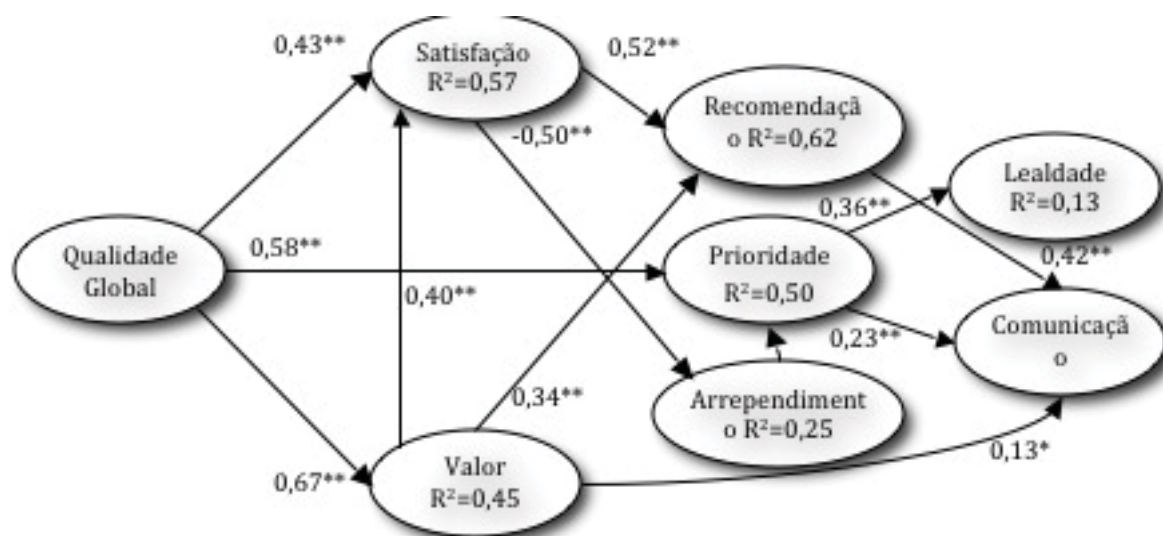 0,43**
Satisfação
R²=0,57
0,52**
Recomendaçã
o R²=0,62
-0,50**
Lealdade
R²=0,13
0,36**
Qualidade
Global
0,58**
Prioridade
R²=0,50
0,42**
0,40**
0,23**
Comunicaçã
o
0,34**
Arrependiment
o R²=0,25
0,67**
Valor
R²=0,45
0,13*